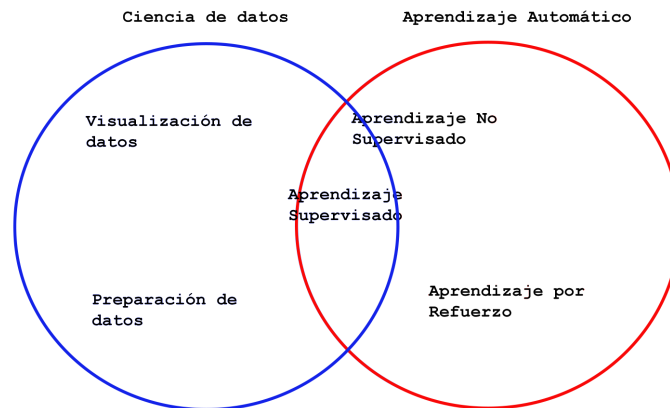 Ciencia de datos
Aprendizaje Automático
Visualización de
datos
Aprendizaje No
Supervisado
Aprendizaje
Supervisado
Preparación de
datos
Aprendizaje por
Refuerzo